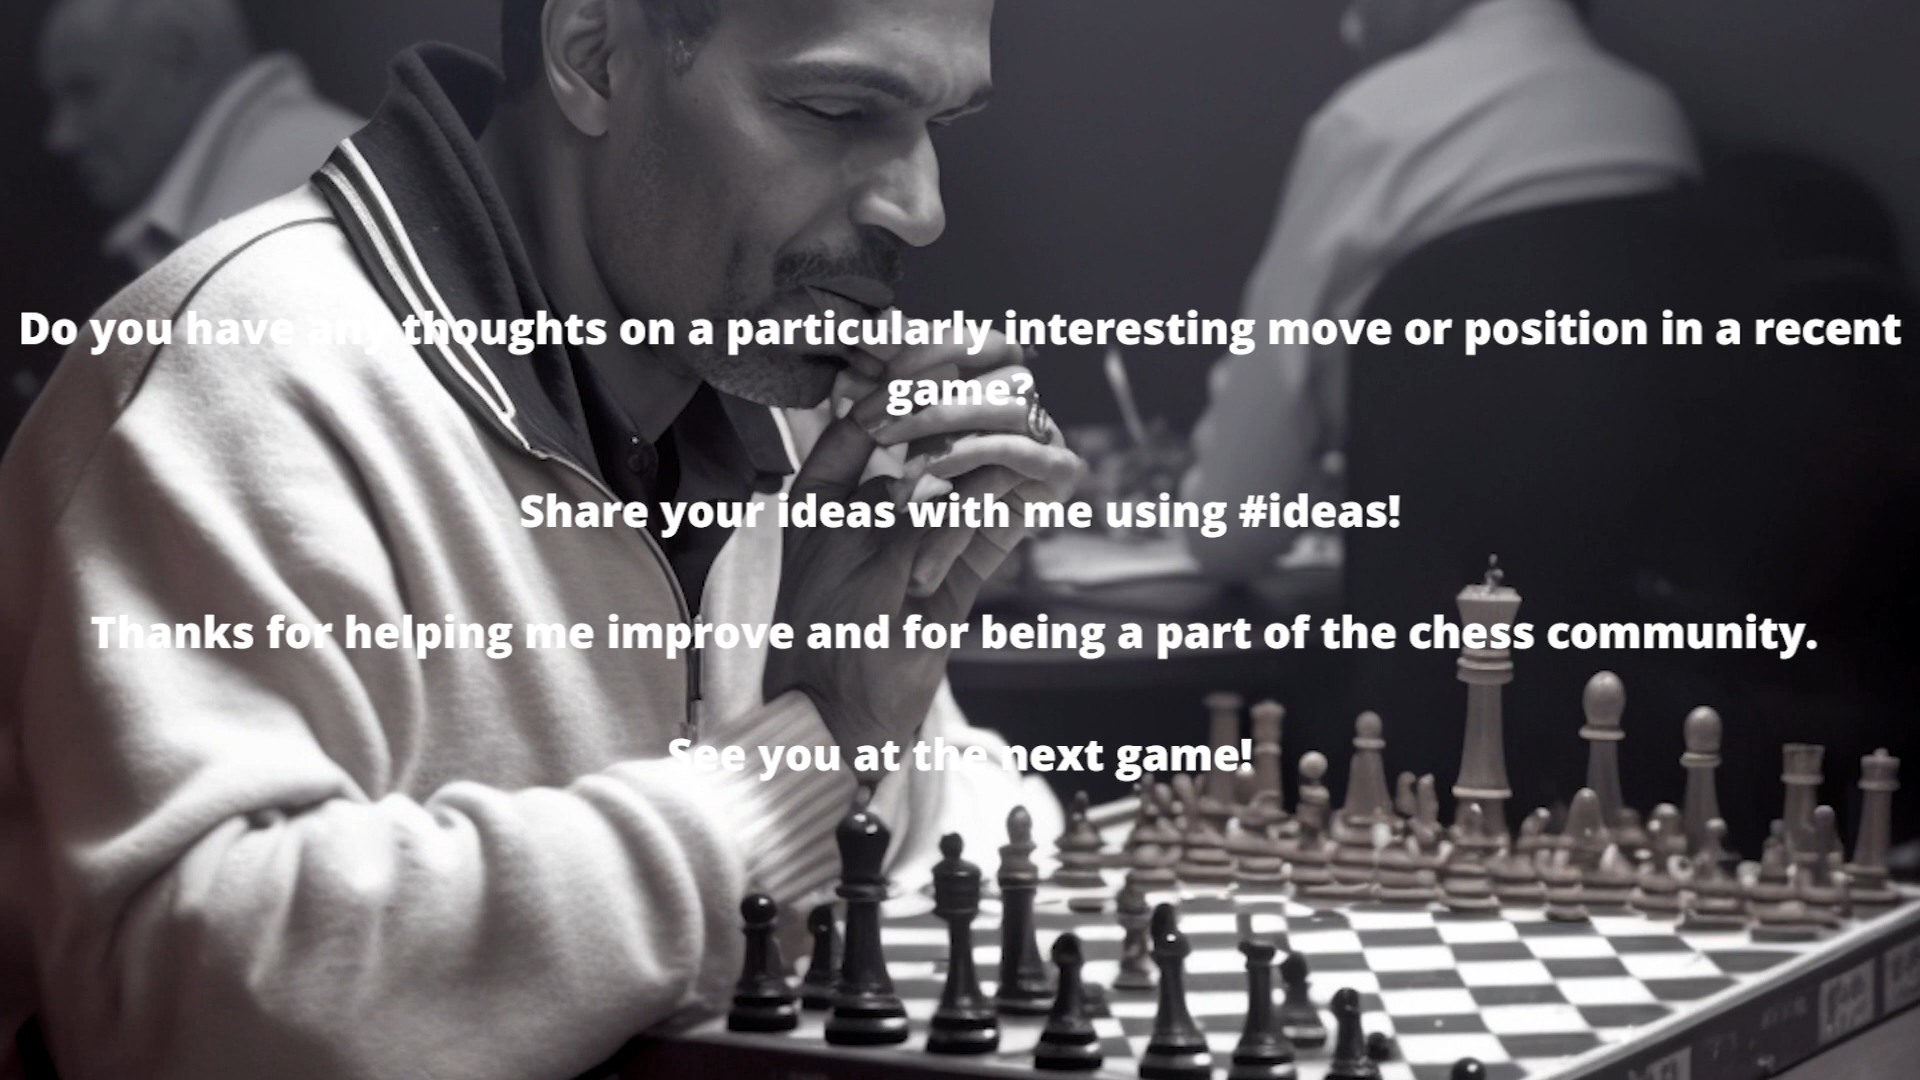 Do you have any thoughts on a particularly interesting move or position in a recent
game?
Share your ideas with me using #ideas!
Thanks for helping me improve and for being a part of the chess community.
See you at the next game!